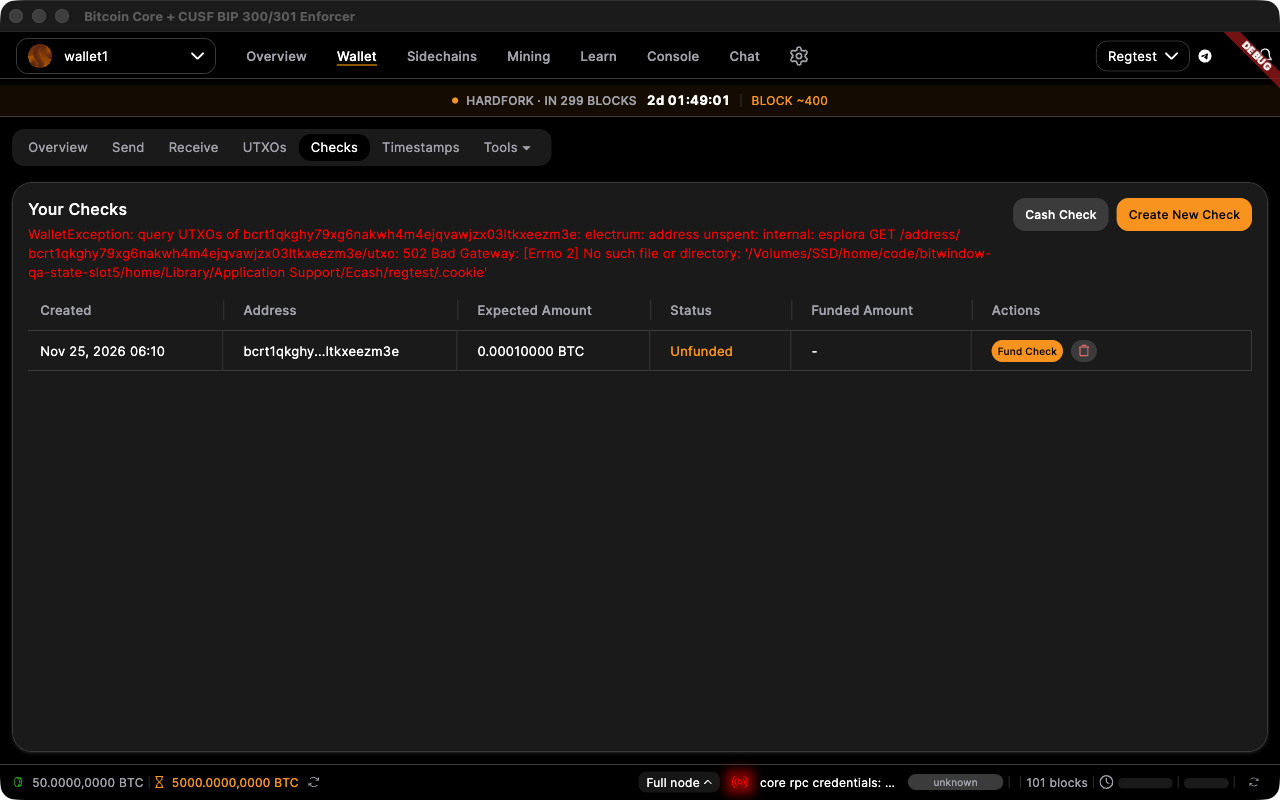 Bitcoin Core + CUSF BIP 300/301 Enforcer
wallet1
Overview
Wallet
Sidechains
Mining
Learn
Console
Chat
Regtest
DEBUG
HARDFORK · IN 299 BLOCKS 2d 01:49:01 BLOCK ~400
Overview
Send
Receive
UTXOs
Checks
Timestamps
Tools
Your Checks
Cash Check
Create New Check
WalletException: query UTXOs of bcrt1qkghy79xg6nakwh4m4ejqvawjzx03ltkxeezm3e: electrum: address unspent: internal: esplora GET /address/
bcrt1qkghy79xg6nakwh4m4ejqvawjzx03ltkxeezm3e/utxo: 502 Bad Gateway: [Errno 2] No such file or directory: '/Volumes/SSD/home/code/bitwindow-
qa-state-slot5/home/Library/Application Support/Ecash/regtest/.cookie'
Created Address Expected Amount Status Funded Amount Actions
Nov 25, 2026 06:10 bcrt1qkghy...ltkxeezm3e 0.00010000 BTC Unfunded - Fund Check
50.0000,0000 BTC 5000.0000,0000 BTC Full node core rpc credentials: ... unknown 101 blocks